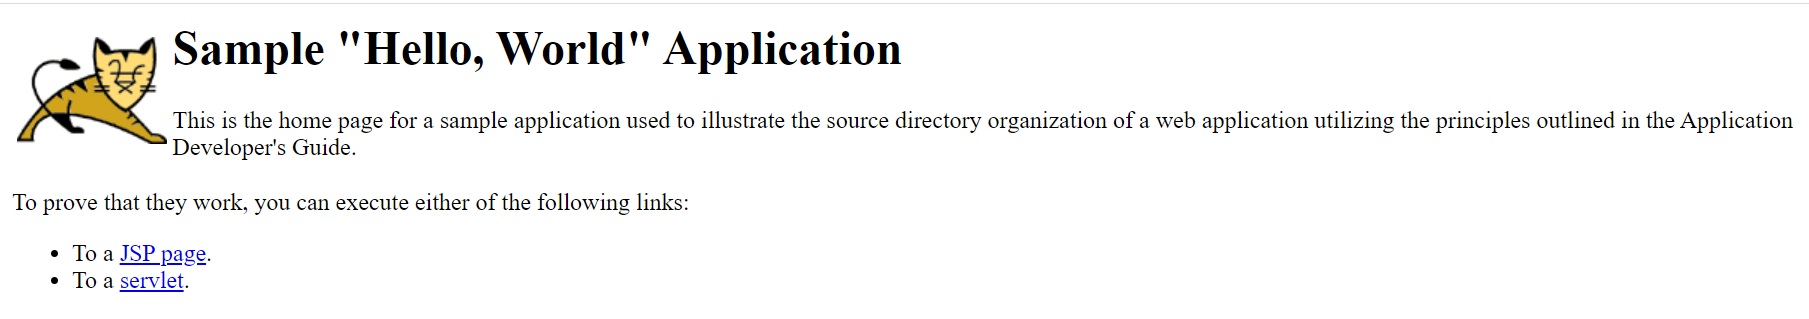 Sample "Hello, World" Application
This is the home page for a sample application used to illustrate the source directory organization of a web application utilizing the principles outlined in the Application
Developer's Guide.
To prove that they work, you can execute either of the following links:
• To a JSP page.
• To a servlet.